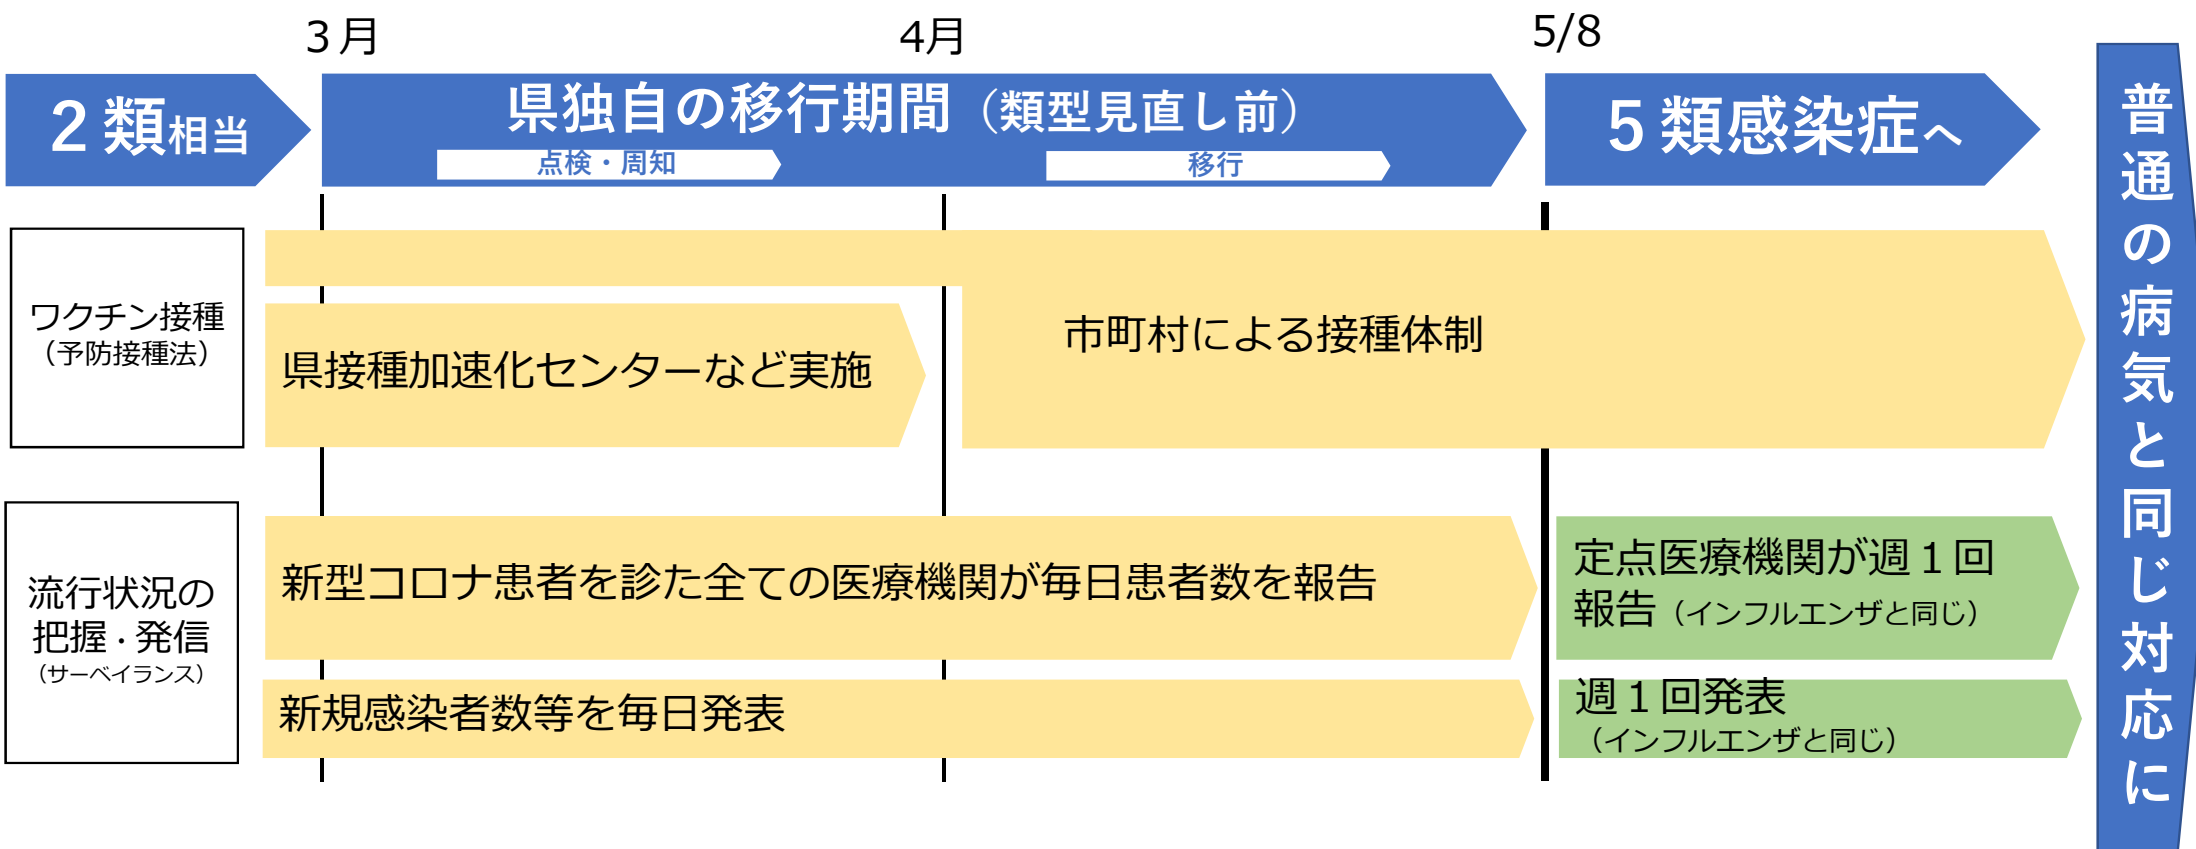 3月
4月
5/8
2類相当
県独自の移行期間（類型見直し前）
点検・周知
移行
5類感染症へ
普通の病気と同じ対応に
ワクチン接種
（予防接種法）
県接種加速化センターなど実施
市町村による接種体制
流行状況の
把握・発信
（サーベイランス）
新型コロナ患者を診た全ての医療機関が毎日患者数を報告
定点医療機関が週１回
報告（インフルエンザと同じ）
新規感染者数等を毎日発表
週１回発表
（インフルエンザと同じ）